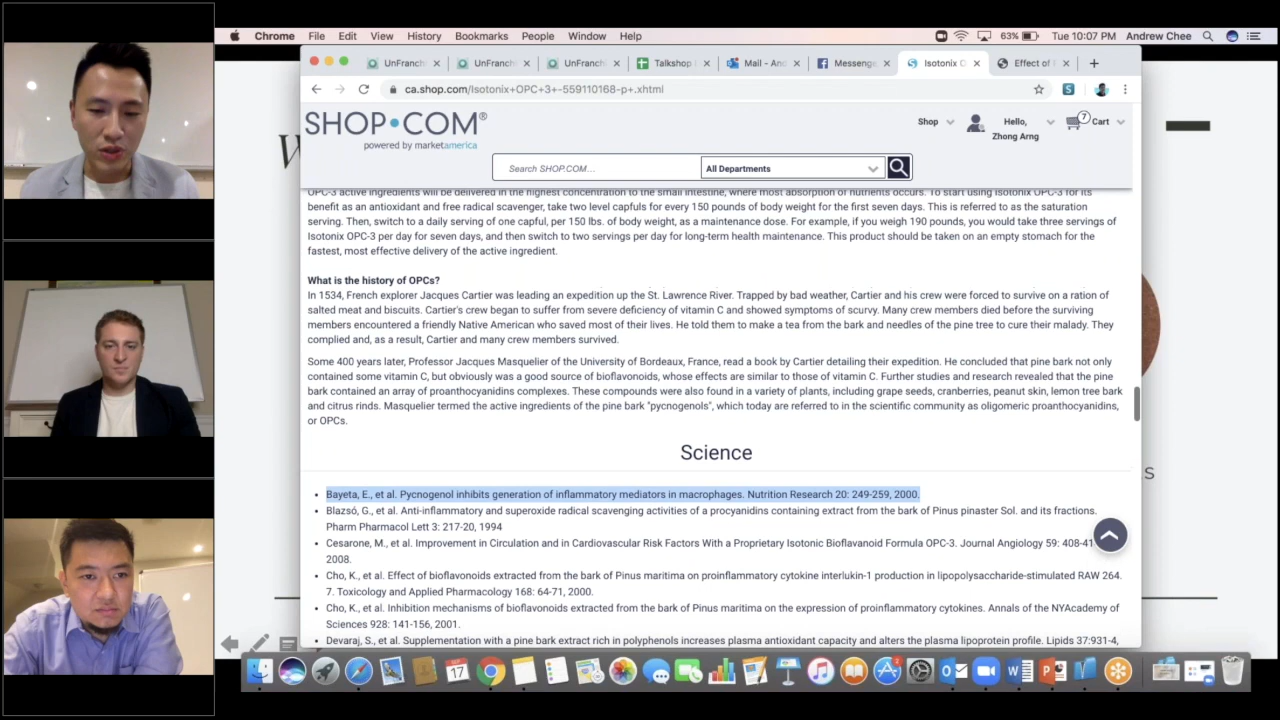 Chrome File Edit View History Bookmarks People Window Help 63% Tue 10:07 PM Andrew Chee
UnFranch UnFranch UnFranch Talkshop Mail - And Messenge Isotonix O Effect of
ca.shop.com/Isotonix+OPC+3+-559110168-p+.xhtml
SHOP•COM®
powered by marketamerica
Shop
Hello,
Zhong Arng
7
Cart
Search SHOP.COM...
All Departments
W
OPC-3 active ingredients will be delivered in the highest concentration to the small intestine, where most absorption of nutrients occurs. To start using Isotonix OPC-3 for its
benefit as an antioxidant and free radical scavenger, take two level capfuls for every 150 pounds of body weight for the first seven days. This is referred to as the saturation
serving. Then, switch to a daily serving of one capful, per 150 lbs. of body weight, as a maintenance dose. For example, if you weigh 190 pounds, you would take three servings of
Isotonix OPC-3 per day for seven days, and then switch to two servings per day for long-term health maintenance. This product should be taken on an empty stomach for the
fastest, most effective delivery of the active ingredient.
What is the history of OPCs?
In 1534, French explorer Jacques Cartier was leading an expedition up the St. Lawrence River. Trapped by bad weather, Cartier and his crew were forced to survive on a ration of
salted meat and biscuits. Cartier's crew began to suffer from severe deficiency of vitamin C and showed symptoms of scurvy. Many crew members died before the surviving
members encountered a friendly Native American who saved most of their lives. He told them to make a tea from the bark and needles of the pine tree to cure their malady. They
complied and, as a result, Cartier and many crew members survived.
Some 400 years later, Professor Jacques Masquelier of the University of Bordeaux, France, read a book by Cartier detailing their expedition. He concluded that pine bark not only
contained some vitamin C, but obviously was a good source of bioflavonoids, whose effects are similar to those of vitamin C. Further studies and research revealed that the pine
bark contained an array of proanthocyanidins complexes. These compounds were also found in a variety of plants, including grape seeds, cranberries, peanut skin, lemon tree bark
and citrus rinds. Masquelier termed the active ingredients of the pine bark "pycnogenols", which today are referred to in the scientific community as oligomeric proanthocyanidins,
or OPCs.
Science
S
• Bayeta, E., et al. Pycnogenol inhibits generation of inflammatory mediators in macrophages. Nutrition Research 20: 249-259, 2000.
• Blazsó, G., et al. Anti-inflammatory and superoxide radical scavenging activities of a procyanidins containing extract from the bark of Pinus pinaster Sol. and its fractions.
Pharm Pharmacol Lett 3: 217-20, 1994
• Cesarone, M., et al. Improvement in Circulation and in Cardiovascular Risk Factors With a Proprietary Isotonic Bioflavanoid Formula OPC-3. Journal Angiology 59: 408-41
2008.
• Cho, K., et al. Effect of bioflavonoids extracted from the bark of Pinus maritima on proinflammatory cytokine interlukin-1 production in lipopolysaccharide-stimulated RAW 264.
7. Toxicology and Applied Pharmacology 168: 64-71, 2000.
• Cho, K., et al. Inhibition mechanisms of bioflavonoids extracted from the bark of Pinus maritima on the expression of proinflammatory cytokines. Annals of the NYAcademy of
Sciences 928: 141-156, 2001.
• Devaraj, S., et al. Supplementation with a pine bark extract rich in polyphenols increases plasma antioxidant capacity and alters the plasma lipoprotein profile. Lipids 37:931-4,
17